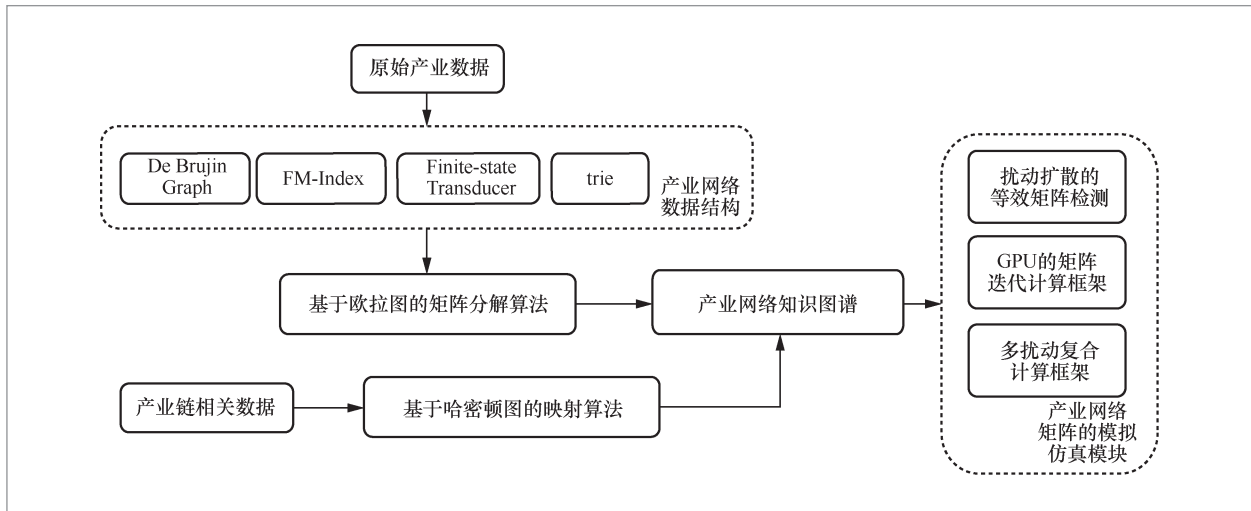 原始产业数据
De Brujin
Graph
FM-Index
Finite-state
Transducer
trie
产业网络
数据结构
基于欧拉图的矩阵分解算法
产业网络知识图谱
产业链相关数据
基于哈密顿图的映射算法
扰动扩散的
等效矩阵检测
GPU的矩阵
迭代计算框架
多扰动复合
计算框架
产业网络
矩阵的模拟
仿真模块